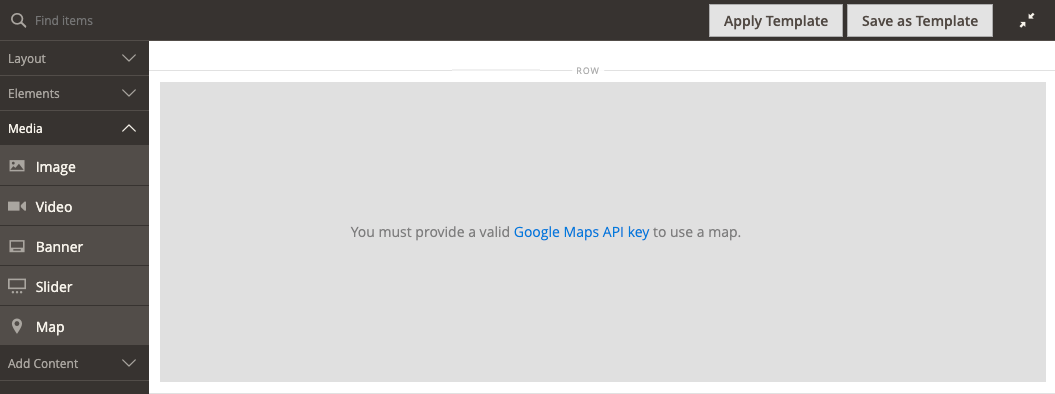 Find items
Apply Template
Save as Template
Layout
Elements
Media
Image
Video
Banner
Slider
Map
Add Content
ROW
You must provide a valid Google Maps API key to use a map.